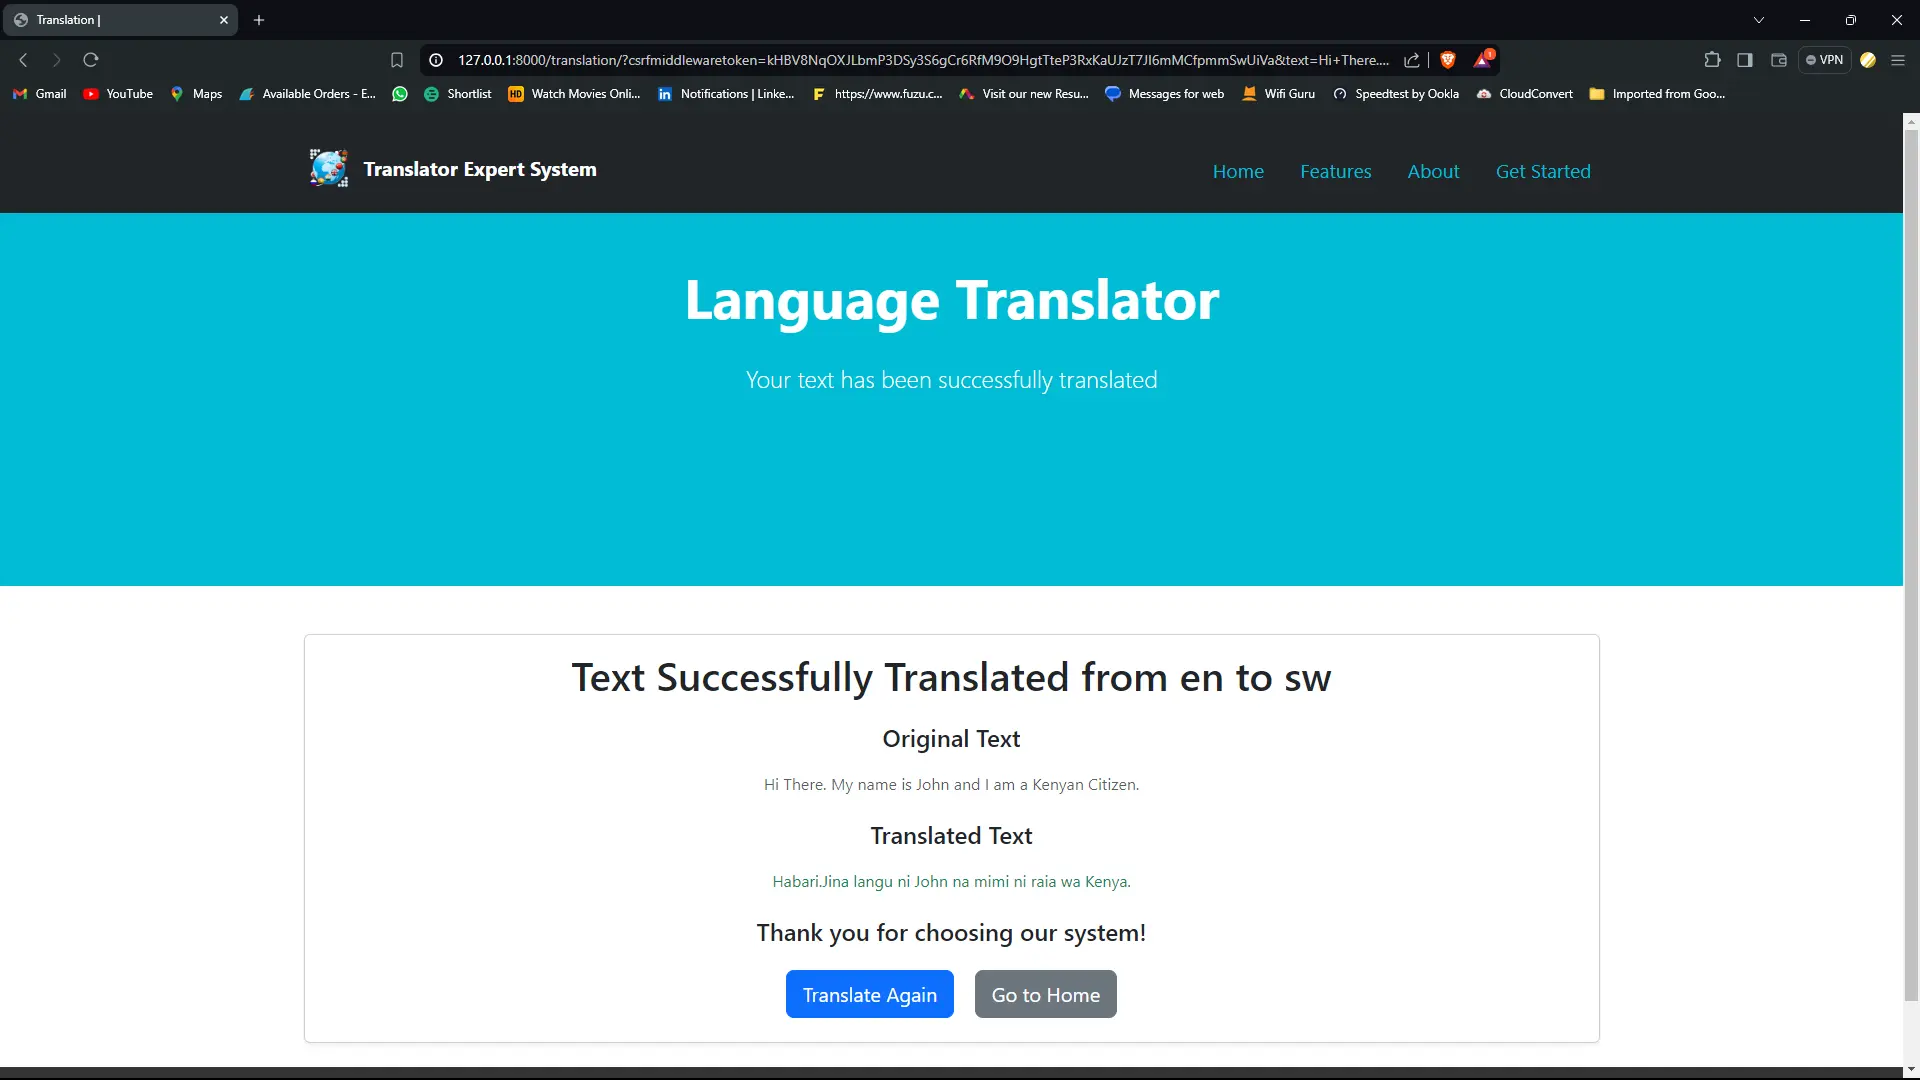 Translation |
127.0.0.1:8000/translation/?csrfmiddlewaretoken=kHBV8NqOXJLbmP3DSy3S6gCr6RfM9O9HgtTteP3RxKaUJzT7JI6mMCfpmmSwUiVa&text=Hi+There....
1
VPN
Gmail YouTube Maps Available Orders - E... Shortlist HD Watch Movies Onli... Notifications | Linke... https://www.fuzu.c... Visit our new Resu... Messages for web Wifi Guru Speedtest by Ookla CloudConvert Imported from Goo...
Translator Expert System
Home Features About Get Started
Language Translator
Your text has been successfully translated
Text Successfully Translated from en to sw
Original Text
Hi There. My name is John and I am a Kenyan Citizen.
Translated Text
Habari.Jina langu ni John na mimi ni raia wa Kenya.
Thank you for choosing our system!
Translate Again Go to Home